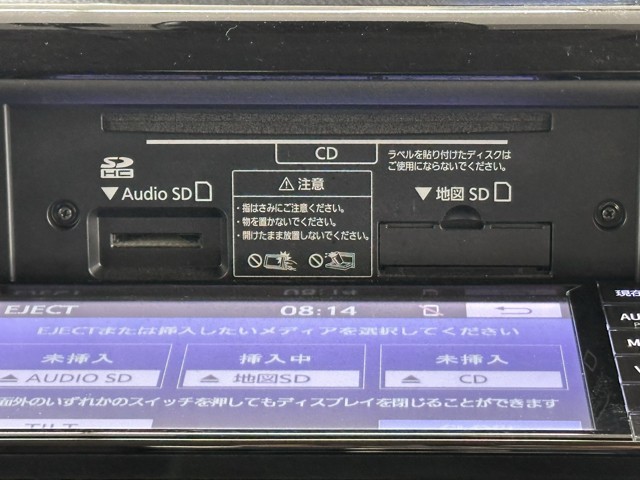 CD
ラベルを貼り付けたディスクは
ご使用にならないでください。
SD
HC
▼Audio SD
⚠注意
・指はさみにご注意ください。
・物を置かないでください。
・開けたまま放置しないでください。
▼地図 SD
EJECT
08:14
現在
AU
M
EJECTまたは挿入したいメディアを選択してください
未挿入
挿入中
未挿入
▲AUDIO SD
▲地図SD
▲CD
面外のいずれかのスイッチを押してもディスプレイを閉じることができます
TILT